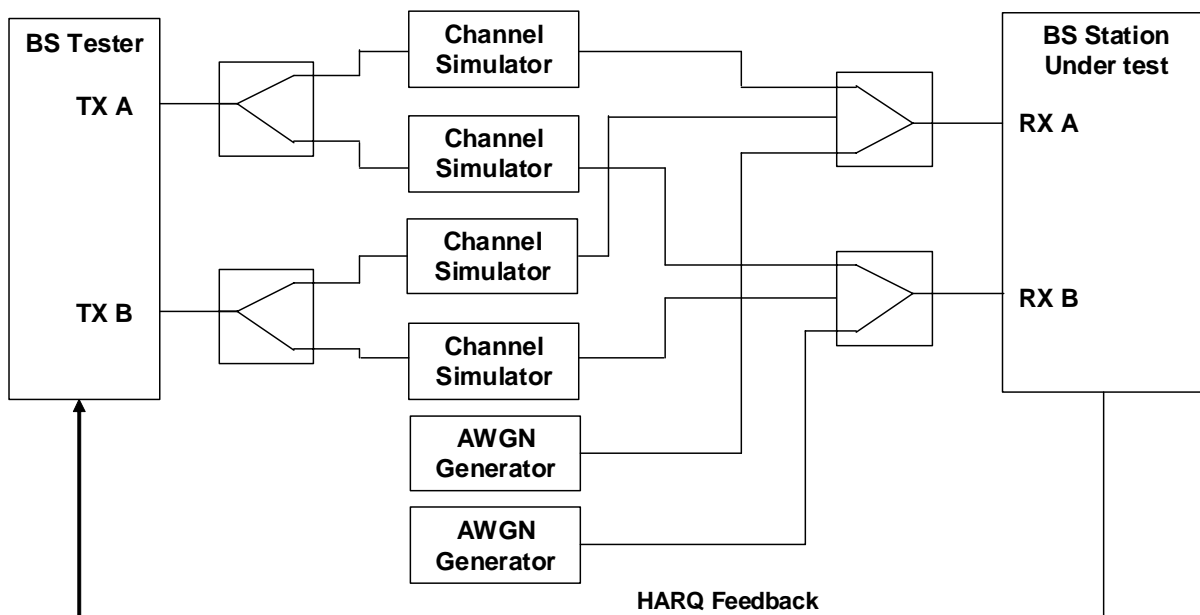 BS Tester
TX A
TX B
Channel
Simulator
Channel
Simulator
Channel
Simulator
Channel
Simulator
AWGN
Generator
AWGN
Generator
BS Station
Under test
RX A
RX B
HARQ Feedback